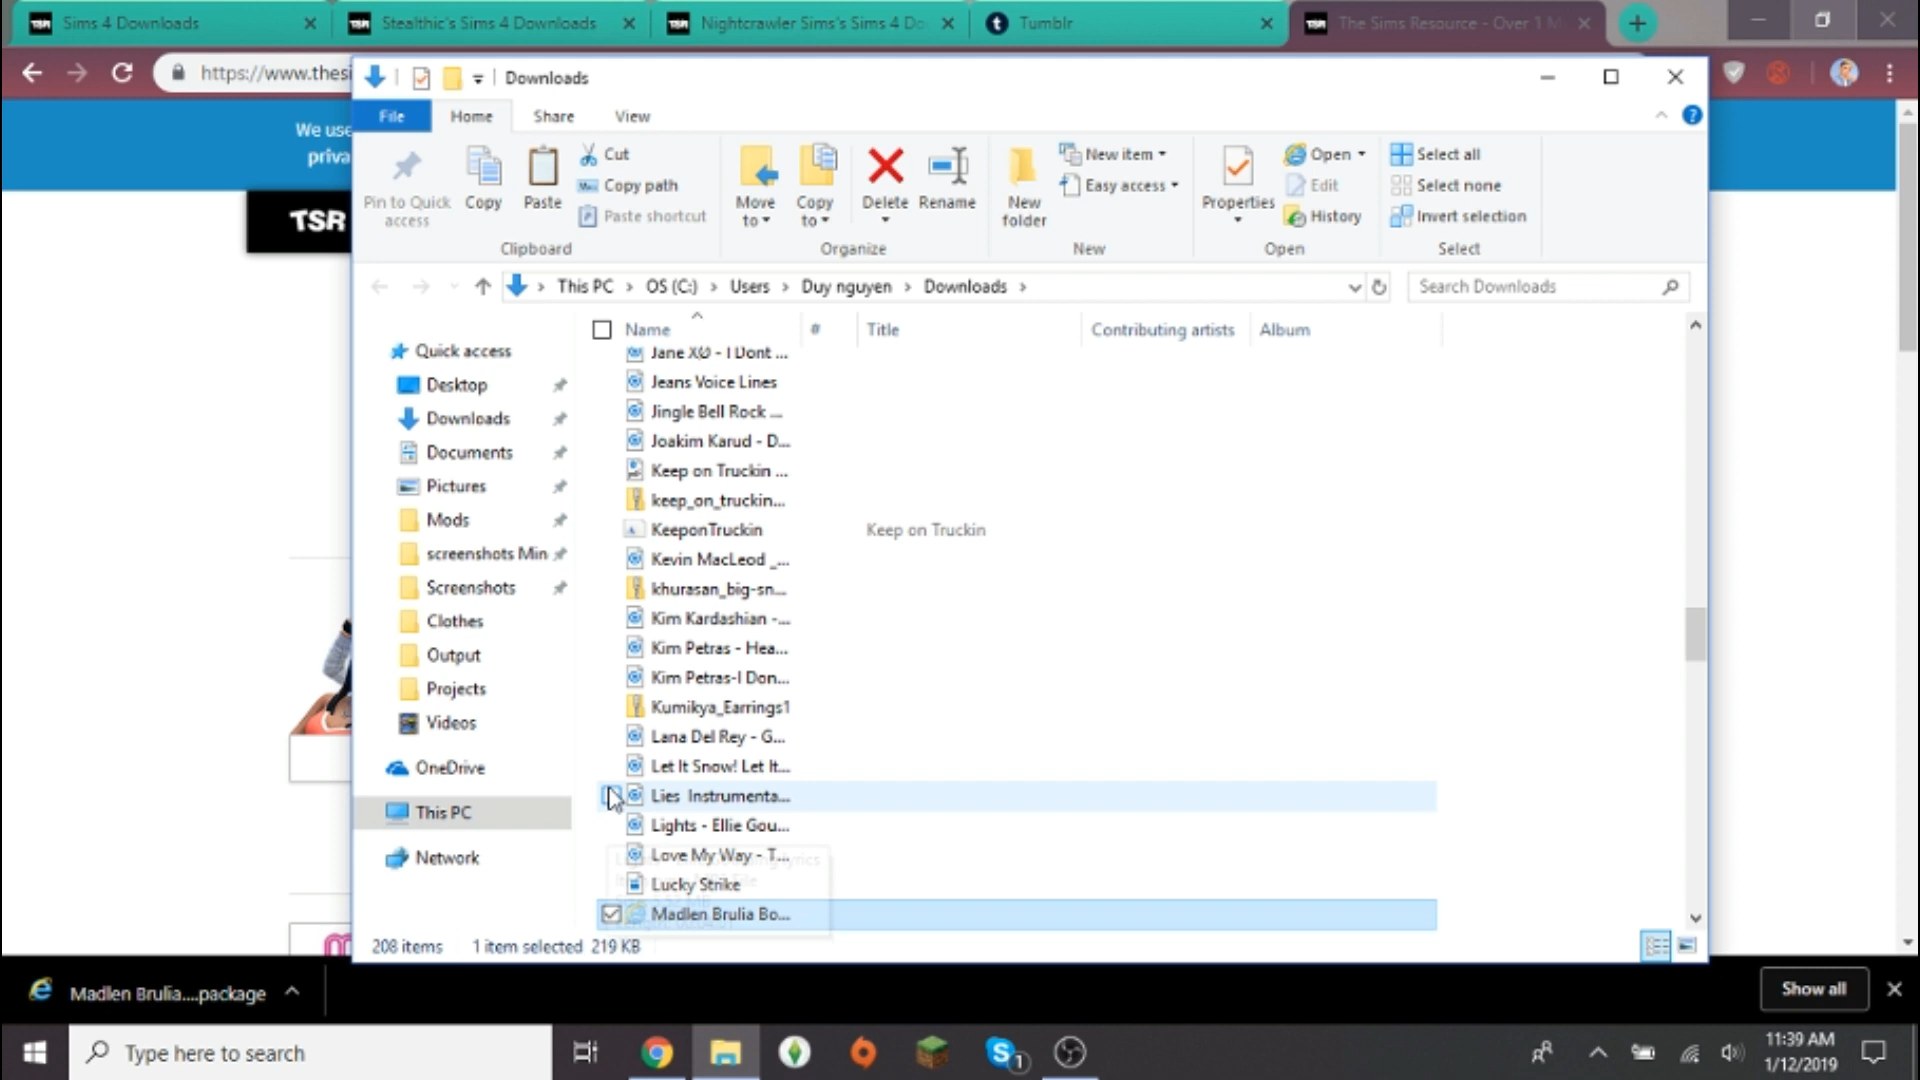 Sims 4 Downloads
Stealthic's Sims 4 Downloads
Nightcrawler Sims's Sims 4 Do
Tumblr
The Sims Resource - Over 1 M
https://www.thesi
Downloads
File Home Share View
We use
priva
TSR
Pin to Quick access
Copy
Paste
Cut
Copy path
Paste shortcut
Clipboard
Move to
Copy to
Delete
Rename
Organize
New folder
New item
Easy access
New
Properties
Open
Edit
History
Open
Select all
Select none
Invert selection
Select
This PC > OS (C:) > Users > Duy nguyen > Downloads >
Search Downloads
Name # Title Contributing artists Album
Quick access
Desktop
Downloads
Documents
Pictures
Mods
screenshots Min
Screenshots
Clothes
Output
Projects
Videos
OneDrive
This PC
Network
Jane XØ - I Dont ...
Jeans Voice Lines
Jingle Bell Rock ...
Joakim Karud - D...
Keep on Truckin ...
keep_on_truckin...
KeeponTruckin Keep on Truckin
Kevin MacLeod _...
khurasan_big-sn...
Kim Kardashian -...
Kim Petras - Hea...
Kim Petras-I Don...
Kumikya_Earrings1
Lana Del Rey - G...
Let It Snow! Let It...
Lies Instrumenta...
Lights - Ellie Gou...
Love My Way - T...
Lucky Strike
Madlen Brulia Bo...
208 items 1 item selected 219 KB
Madlen Brulia....package
Show all
Type here to search
1
11:39 AM
1/12/2019